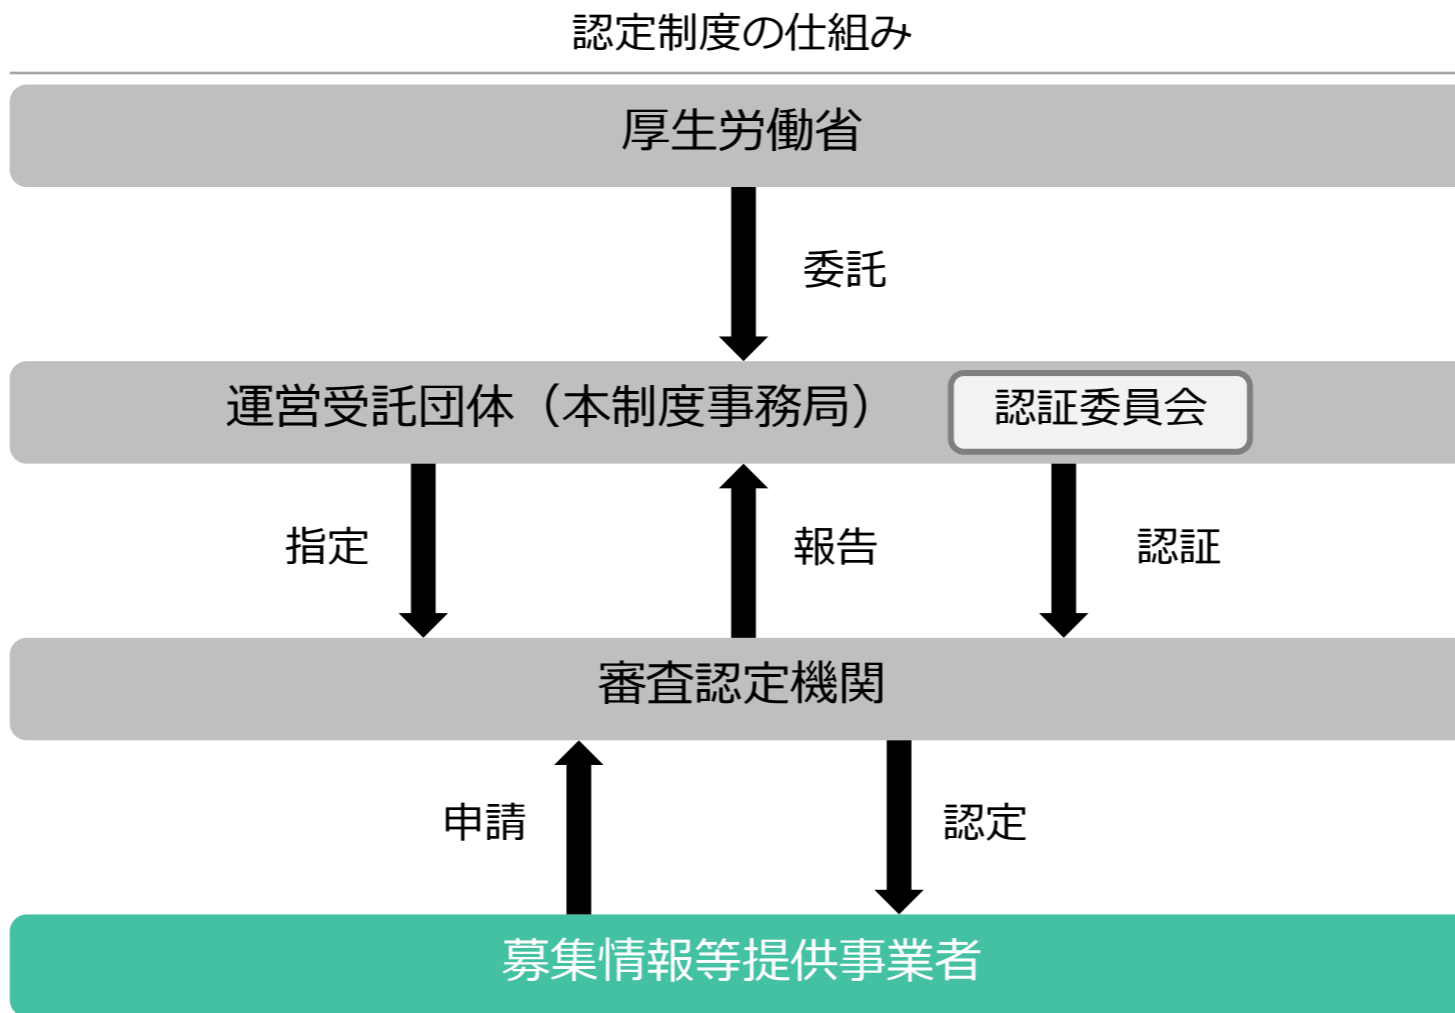 認定制度の仕組み
厚生労働省
委託
運営受託団体（本制度事務局）
認証委員会
指定
報告
認証
審査認定機関
申請
認定
募集情報等提供事業者